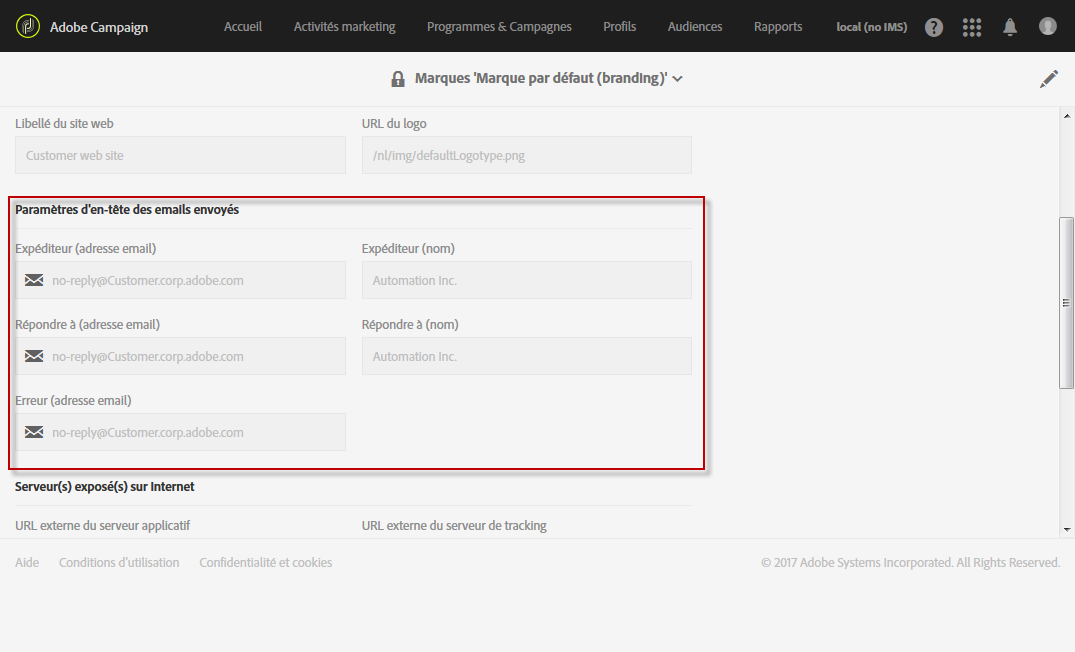 Adobe Campaign Accueil Activités marketing Programmes & Campagnes Profils Audiences Rapports local (no IMS) ?
Marques 'Marque par défaut (branding)'
Libellé du site web URL du logo
Customer web site /nl/img/defaultLogotype.png
Paramètres d'en-tête des emails envoyés
Expéditeur (adresse email) Expéditeur (nom)
no-reply@Customer.corp.adobe.com Automation Inc.
Répondre à (adresse email) Répondre à (nom)
no-reply@Customer.corp.adobe.com Automation Inc.
Erreur (adresse email)
no-reply@Customer.corp.adobe.com
Serveur(s) exposé(s) sur Internet
URL externe du serveur applicatif URL externe du serveur de tracking
Aide Conditions d'utilisation Confidentialité et cookies © 2017 Adobe Systems Incorporated. All Rights Reserved.